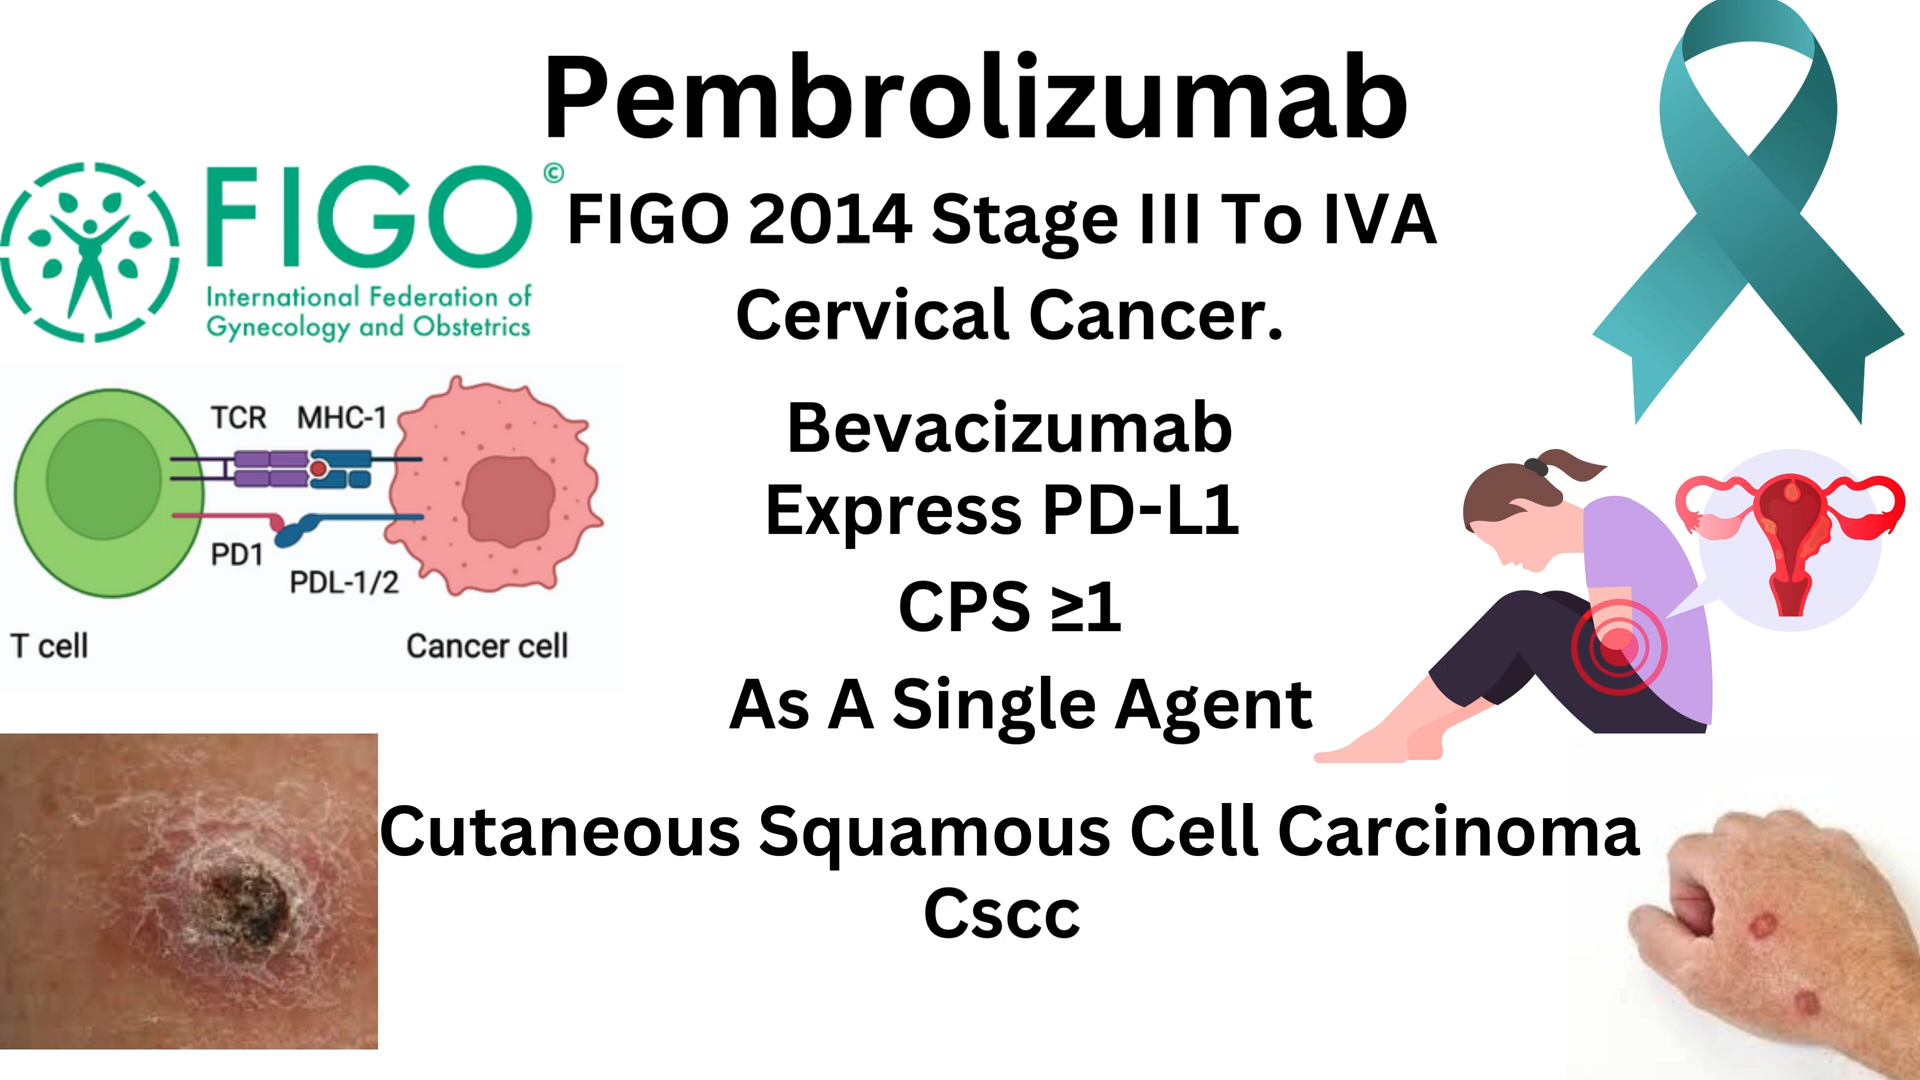 Pembrolizumab
FIGO©
International Federation of
Gynecology and Obstetrics
FIGO 2014 Stage III To IVA
Cervical Cancer.
TCR MHC-1
PD1
PDL-1/2
T cell
Cancer cell
Bevacizumab
Express PD-L1
CPS ≥1
As A Single Agent
Cutaneous Squamous Cell Carcinoma
Cscc